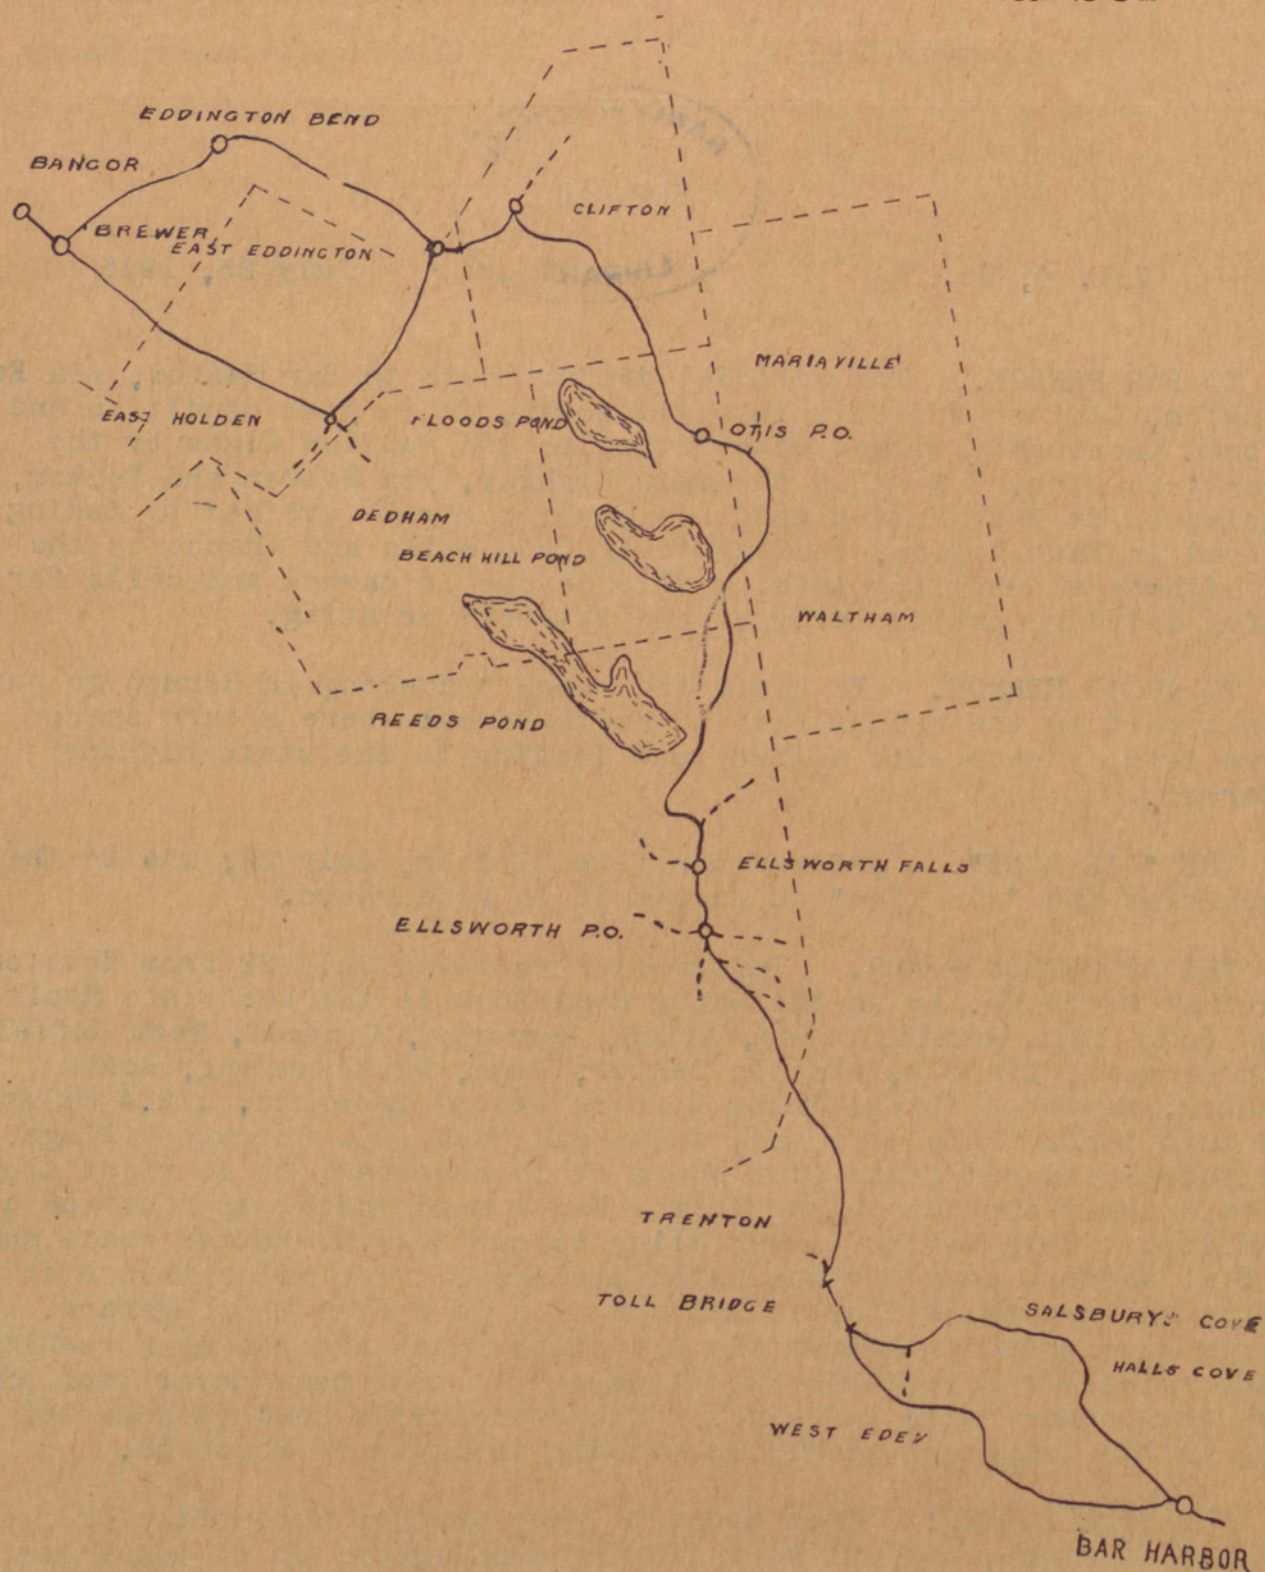 EDDINGTON BEND
BANGOR
BREWER
EAST EDDINGTON
CLIFTON
MARIAVILLE
EAST HOLDEN
FLOODS POND
OTIS P.O.
DEDHAM
BEACH HILL POND
WALTHAM
REEDS POND
ELLSWORTH FALLS
ELLSWORTH P.O.
TRENTON
TOLL BRIDGE
SALSBURYS COVE
HALLS COVE
WEST EDEN
BAR HARBOR